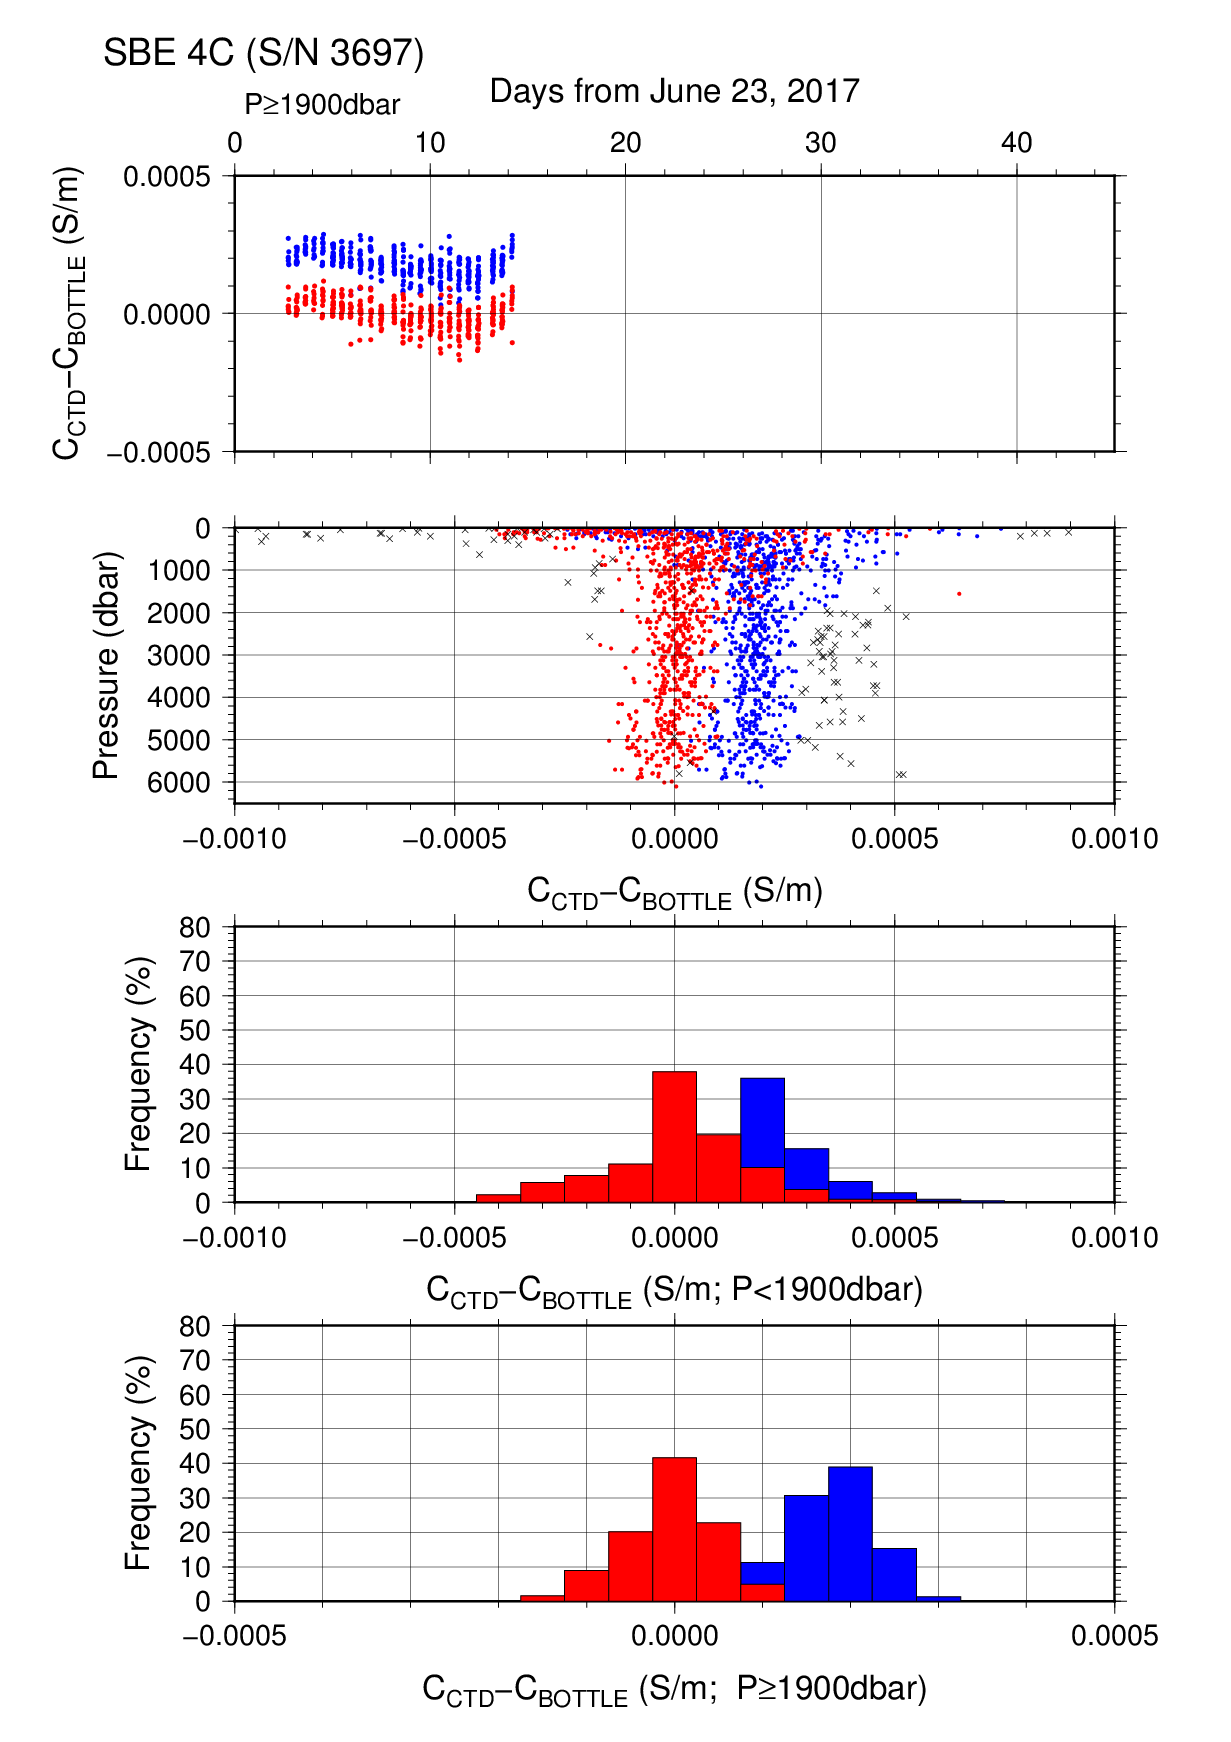 SBE 4C (S/N 3697)
Days from June 23, 2017
P≥1900dbar
0 10 20 30 40
0.0005
0.0000
−0.0005
C_CTD−C_BOTTLE (S/m)
0
1000
2000
3000
4000
5000
6000
Pressure (dbar)
−0.0010 −0.0005 0.0000 0.0005 0.0010
C_CTD−C_BOTTLE (S/m)
80
70
60
50
40
30
20
10
0
Frequency (%)
−0.0010 −0.0005 0.0000 0.0005 0.0010
C_CTD−C_BOTTLE (S/m; P<1900dbar)
80
70
60
50
40
30
20
10
0
Frequency (%)
−0.0005 0.0000 0.0005
C_CTD−C_BOTTLE (S/m; P≥1900dbar)